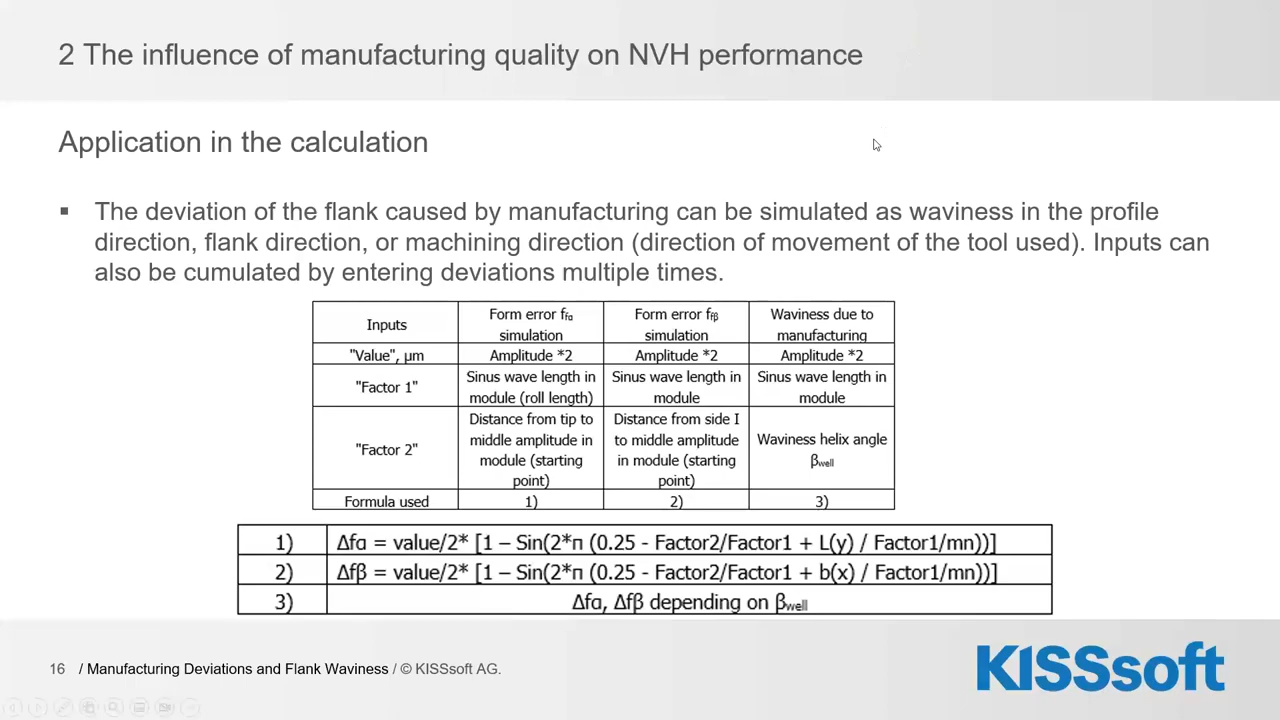 2 The influence of manufacturing quality on NVH performance
Application in the calculation
▪ The deviation of the flank caused by manufacturing can be simulated as waviness in the profile
direction, flank direction, or machining direction (direction of movement of the tool used). Inputs can
also be cumulated by entering deviations multiple times.
Inputs
Form error ffα
simulation
Form error ffβ
simulation
Waviness due to
manufacturing
"Value", µm
Amplitude *2
Amplitude *2
Amplitude *2
"Factor 1"
Sinus wave length in
module (roll length)
Sinus wave length in
module
Sinus wave length in
module
"Factor 2"
Distance from tip to
middle amplitude in
module (starting
point)
Distance from side I
to middle amplitude
in module (starting
point)
Waviness helix angle
βwell
Formula used
1)
2)
3)
1) Δfα = value/2* [1 – Sin(2*π (0.25 - Factor2/Factor1 + L(y) / Factor1/mn))]
2) Δfβ = value/2* [1 – Sin(2*π (0.25 - Factor2/Factor1 + b(x) / Factor1/mn))]
3) Δfα, Δfβ depending on βwell
16 / Manufacturing Deviations and Flank Waviness / © KISSsoft AG.
KISSsoft